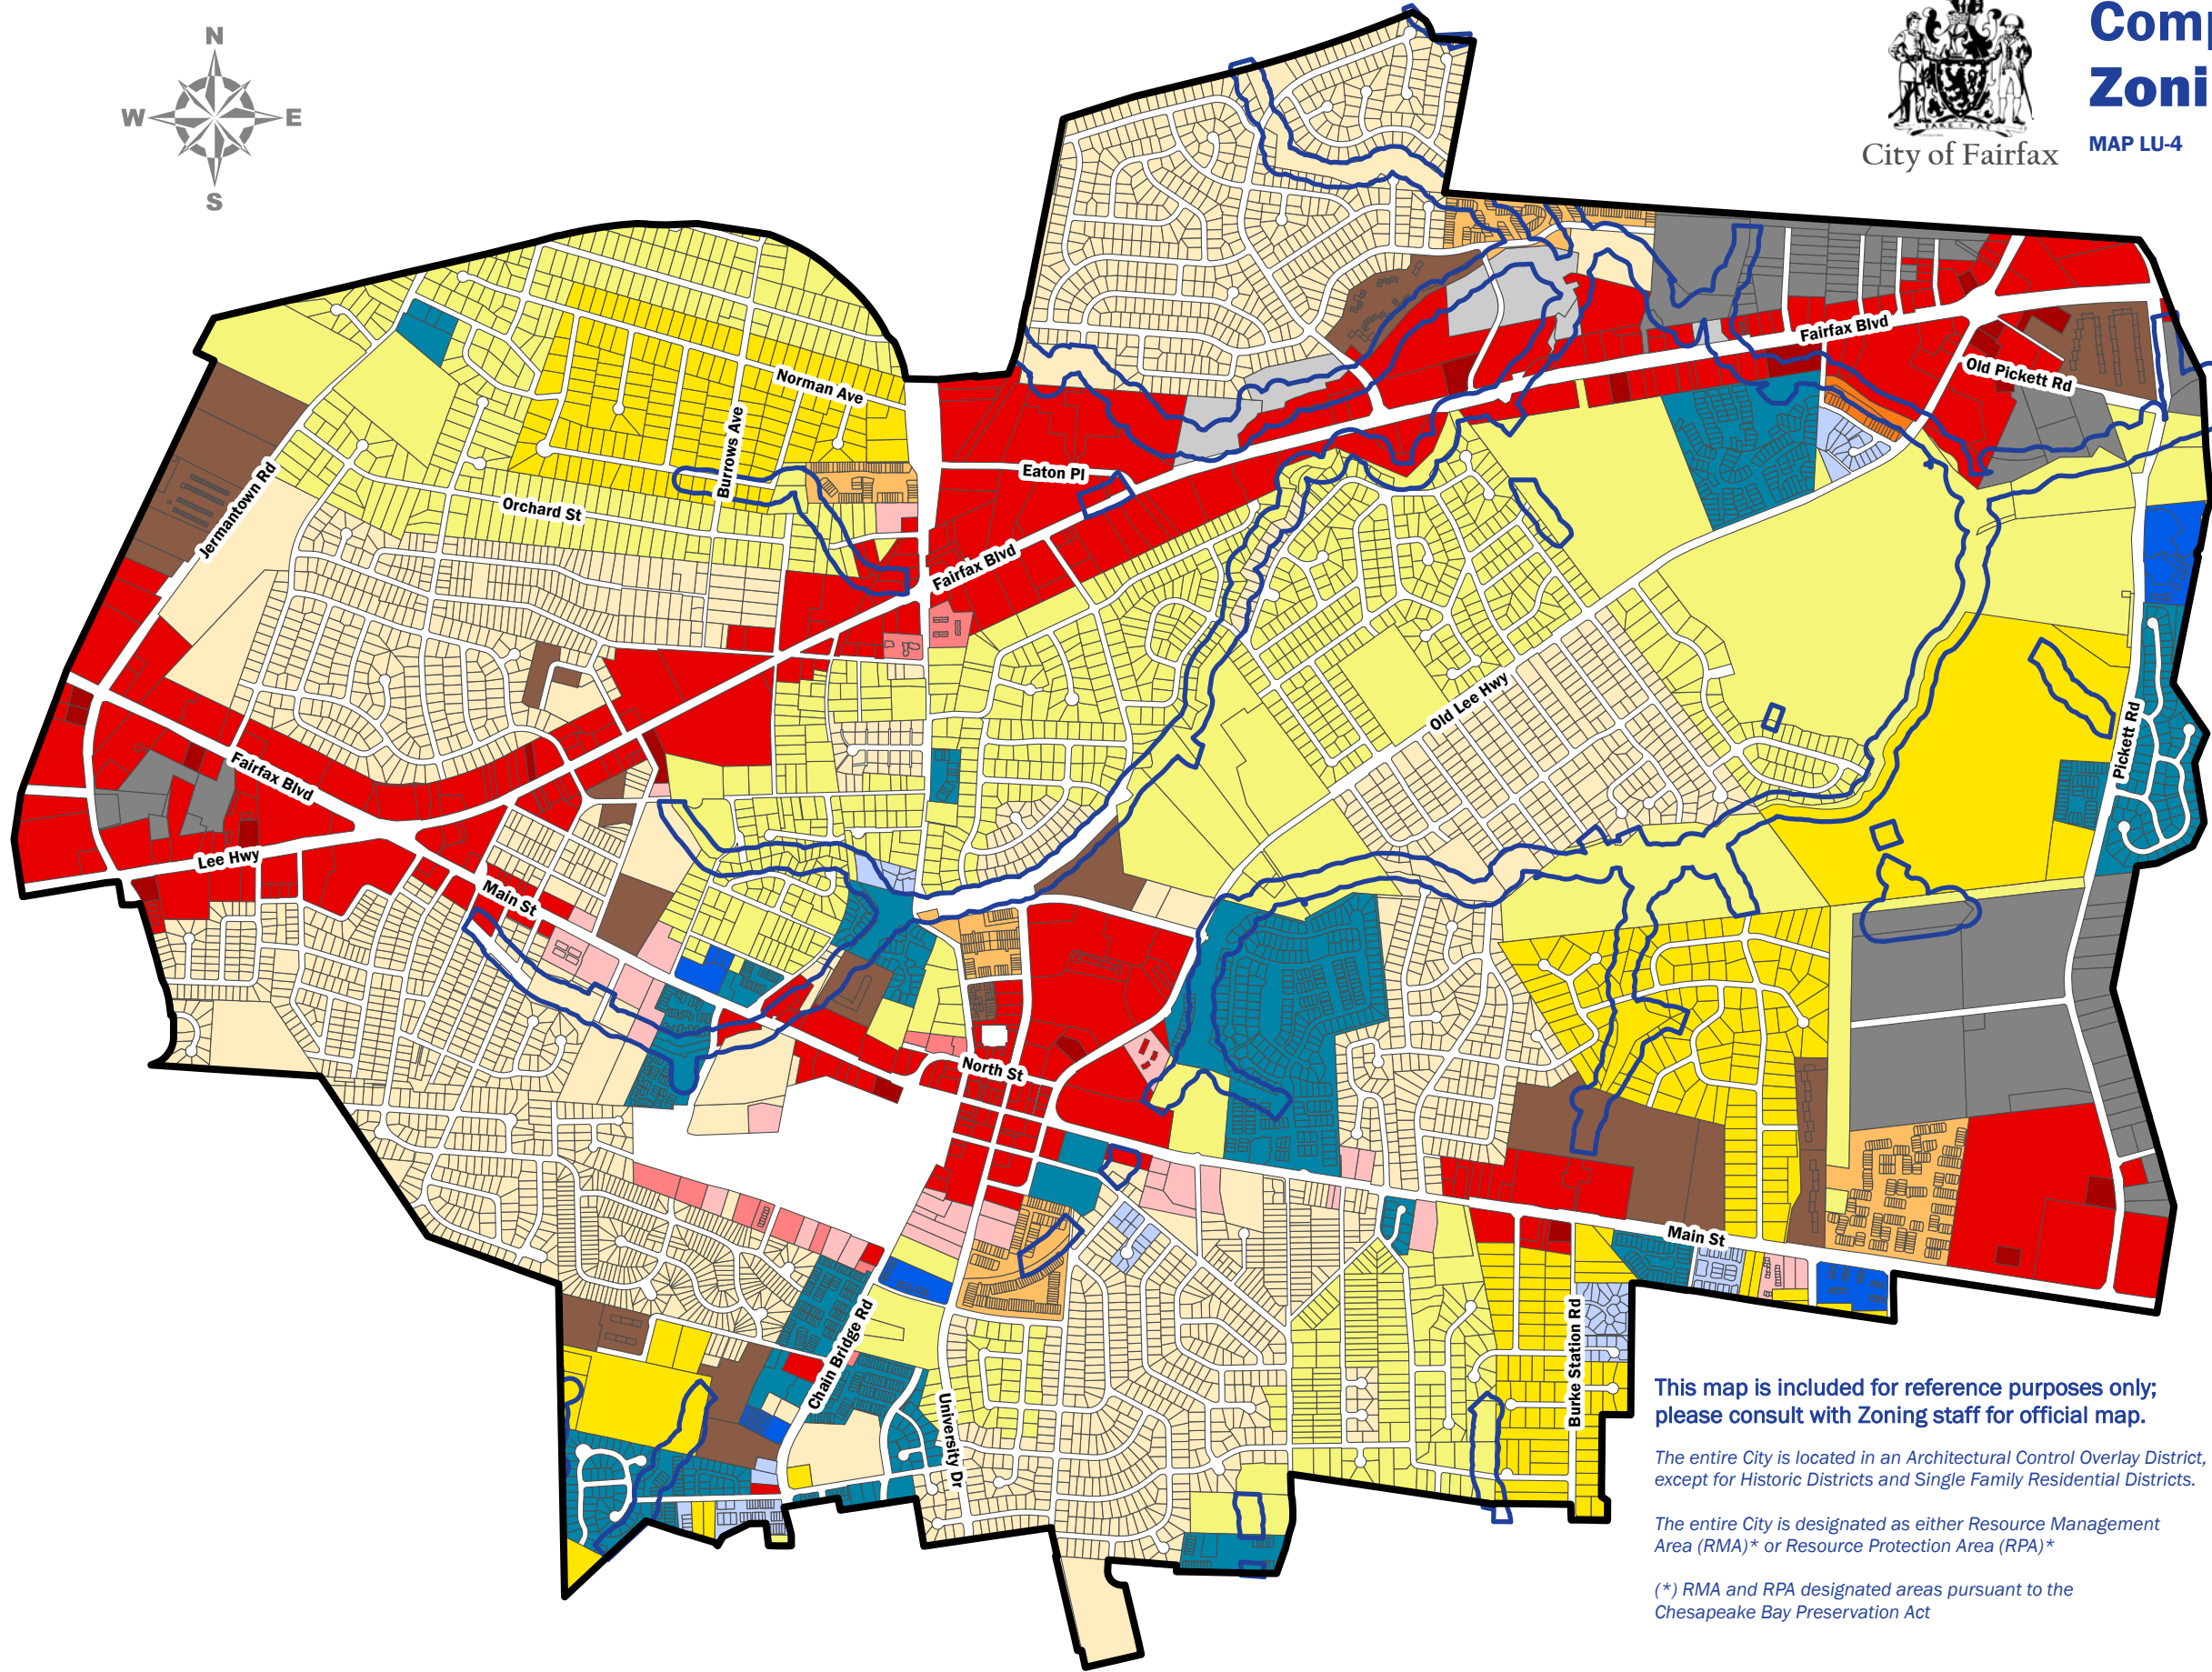 N
W
E
S
City of Fairfax
Comp
Zoni
MAP LU-4
Fairfax Blvd
Old Pickett Rd
Norman Ave
Burrows Ave
Eaton Pl
Jermantown Rd
Orchard St
Fairfax Blvd
Old Lee Hwy
Pickett Rd
Fairfax Blvd
Lee Hwy
Main St
North St
Main St
Chain Bridge Rd
University Dr
Burke Station Rd
This map is included for reference purposes only;
please consult with Zoning staff for official map.
The entire City is located in an Architectural Control Overlay District,
except for Historic Districts and Single Family Residential Districts.
The entire City is designated as either Resource Management
Area (RMA)* or Resource Protection Area (RPA)*
(*) RMA and RPA designated areas pursuant to the
Chesapeake Bay Preservation Act